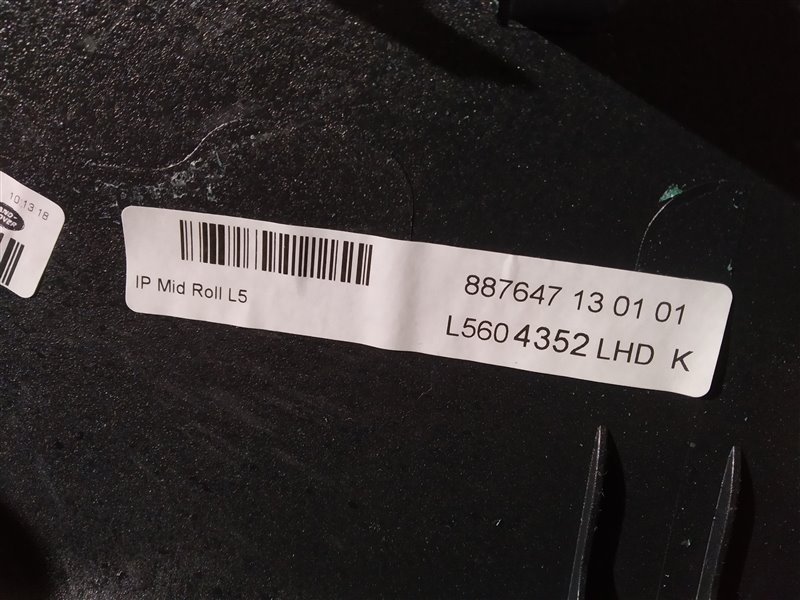 10.13 18
IP Mid Roll L5
887647 13 01 01
L560 4352 LHD K